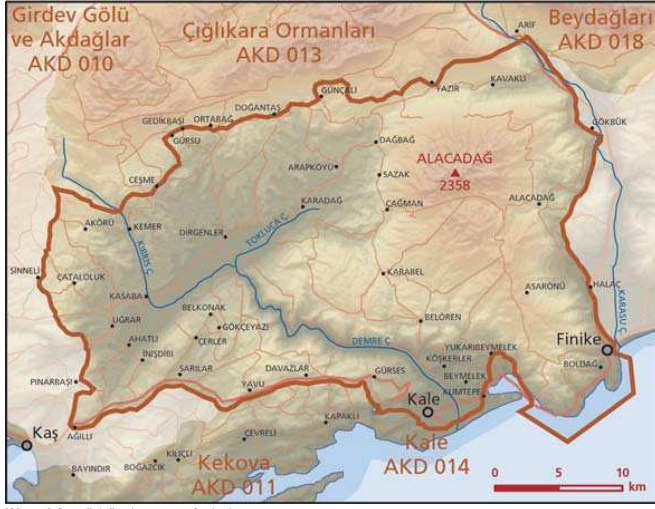 Girdev Gölü
ve Akdağlar
AKD 010
Çığlıkara Ormanları
AKD 013
Beydağları
AKD 018
ARİF
GÜNÇALI
YAZIR
KAVAKLI
DOĞANTAŞ
GEDİKBAŞI
ORTABAĞ
GÜRSU
GÖKBÜK
DAĞBAĞ
ALACADAĞ
2358
ARAPKÖYÜ
SAZAK
ÇEŞME
KARADAĞ
ÇAĞMAN
ALACADAĞ
AKÖRÜ
KEMER
DİRGENLER
TOKLUCA Ç.
KIBRIS Ç.
SİNNELİ
ÇATALOLUK
KARABEL
HALAÇ
ASARÖNÜ
KASABA
KARASU Ç.
BELKONAK
UĞRAR
GÖKÇEYAZI
BELÖREN
AHATLI
ÇERLER
DEMRE Ç.
YUKARIBEYMELEK
Finike
İNİŞDİBİ
KÖŞKERLER
BOLDAĞ
PINARBAŞI
SARILAR
DAVAZLAR
GÜRSES
BEYMELEK
YAVU
KUMTEPE
Kale
AĞILLI
KAPAKLI
Kaş
ÇEVRELİ
Kale
AKD 014
KILIÇLI
BOĞAZCIK
Kekova
AKD 011
BAYINDIR
0 5 10
km